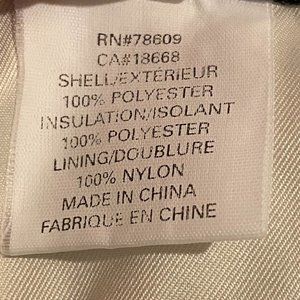 RN#78609
CA#18668
SHELL/EXTERIEUR
100% POLYESTER
INSULATION/ISOLANT
100% POLYESTER
LINING/DOUBLURE
100% NYLON
MADE IN CHINA
FABRIQUE EN CHINE